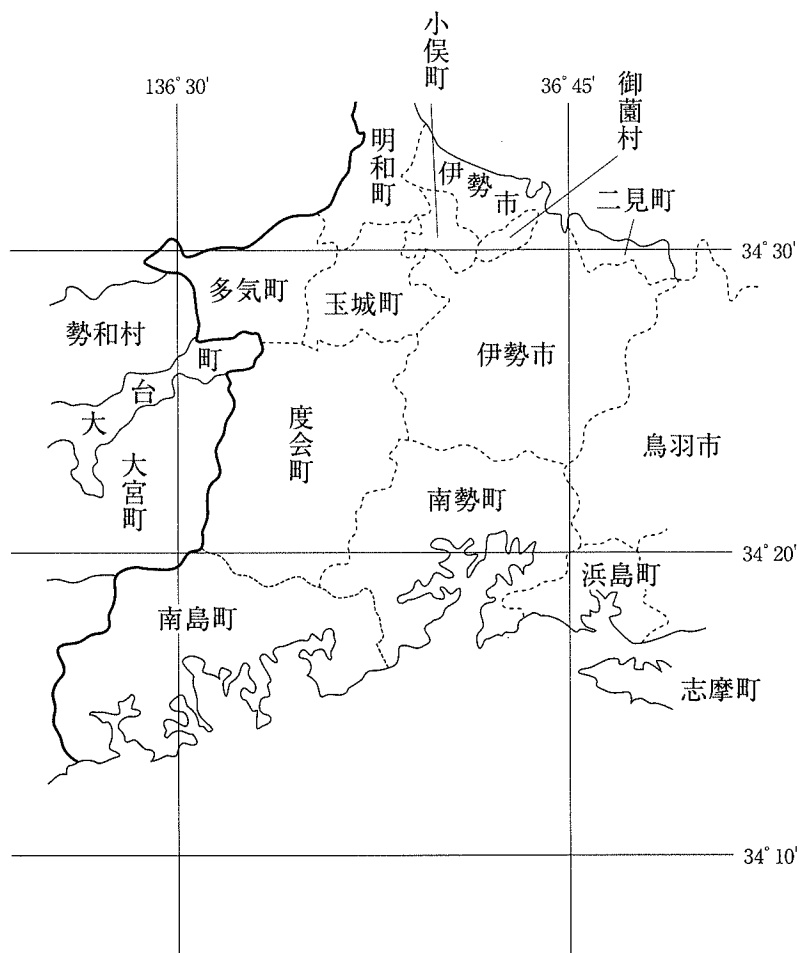 小俣町
御薗村
136° 30'
36° 45'
明和町
伊勢市
二見町
34° 30'
多気町
玉城町
勢和村
伊勢市
大台町
度会町
鳥羽市
大宮町
南勢町
34° 20'
浜島町
南島町
志摩町
34° 10'